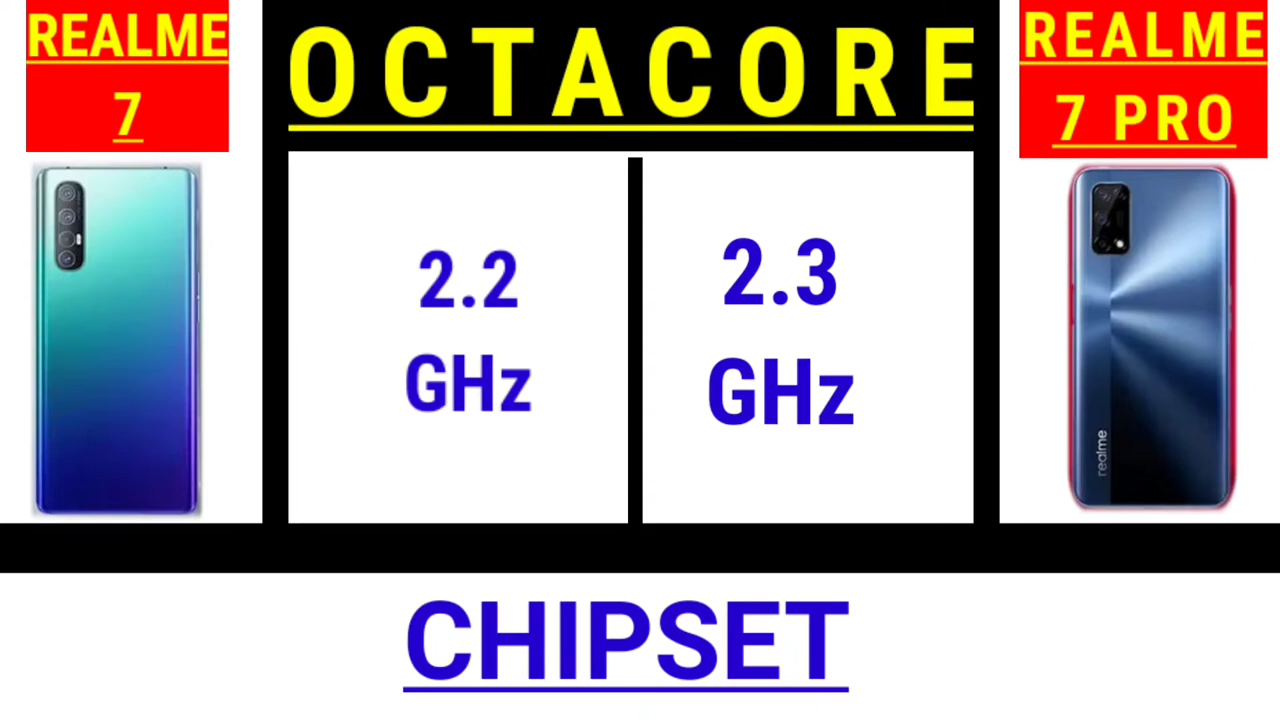 REALME
7
OCTACORE
REALME
7 PRO
2.2
GHz
2.3
GHz
realme
CHIPSET